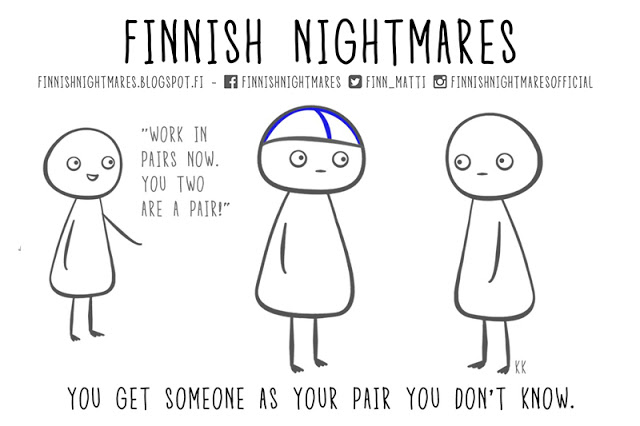 FINNISH NIGHTMARES
FINNISHNIGHTMARES.BLOGSPOT.FI - FINNISHNIGHTMARES FINN_MATTI FINNISHNIGHTMARESOFFICIAL
"WORK IN
PAIRS NOW.
YOU TWO
ARE A PAIR!"
KK
YOU GET SOMEONE AS YOUR PAIR YOU DON'T KNOW.